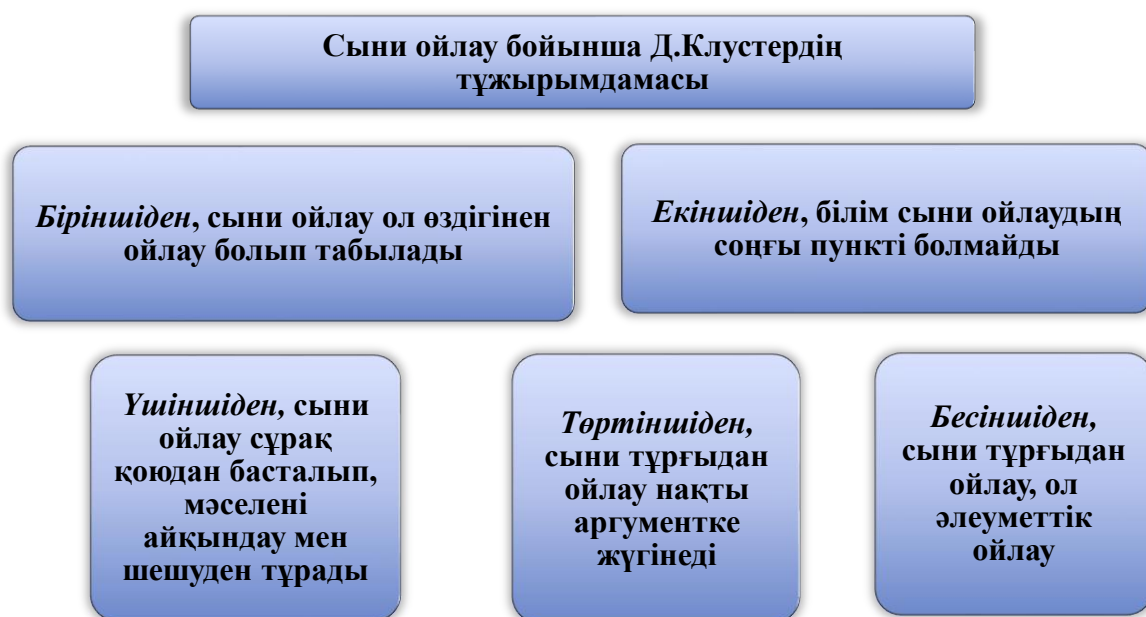 Сыни ойлау бойынша Д.Клустердің
тұжырымдамасы
Біріншіден, сыни ойлау ол өздігінен
ойлау болып табылады
Екіншіден, білім сыни ойлаудың
соңғы пункті болмайды
Үшіншіден, сыни
ойлау сұрақ
қоюдан басталып,
мәселені
айқындау мен
шешуден тұрады
Төртіншіден,
сыни тұрғыдан
ойлау нақты
аргументке
жүгінеді
Бесіншіден,
сыни тұрғыдан
ойлау, ол
әлеуметтік
ойлау